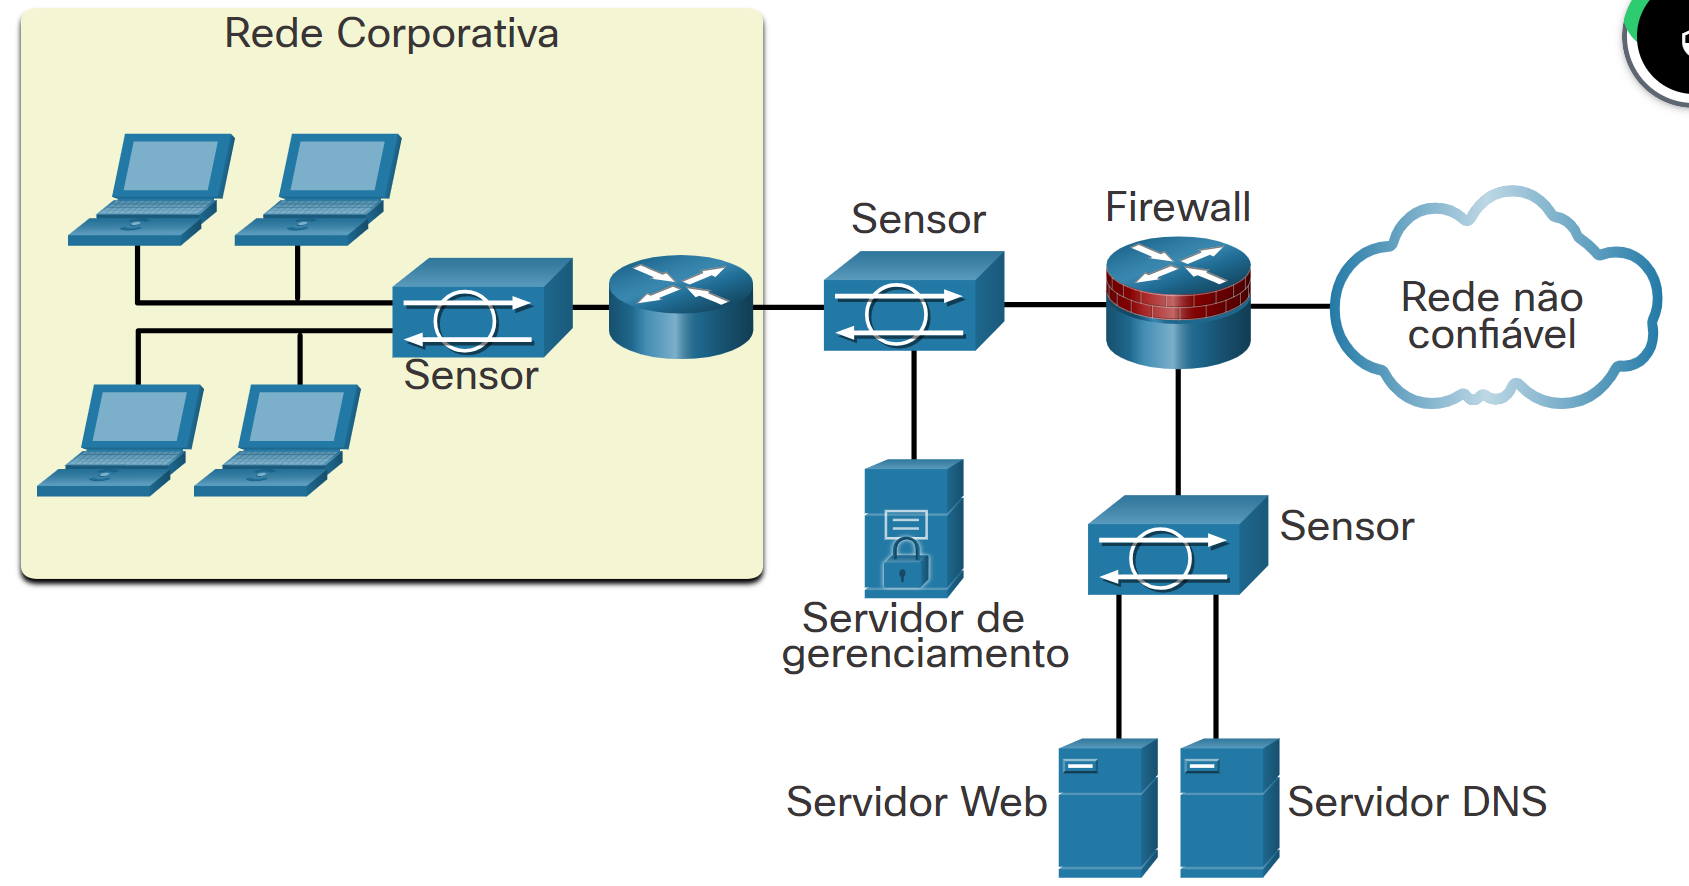 Rede Corporativa
Sensor
Sensor
Firewall
Rede não
confiável
Servidor de
gerenciamento
Sensor
Servidor Web
Servidor DNS